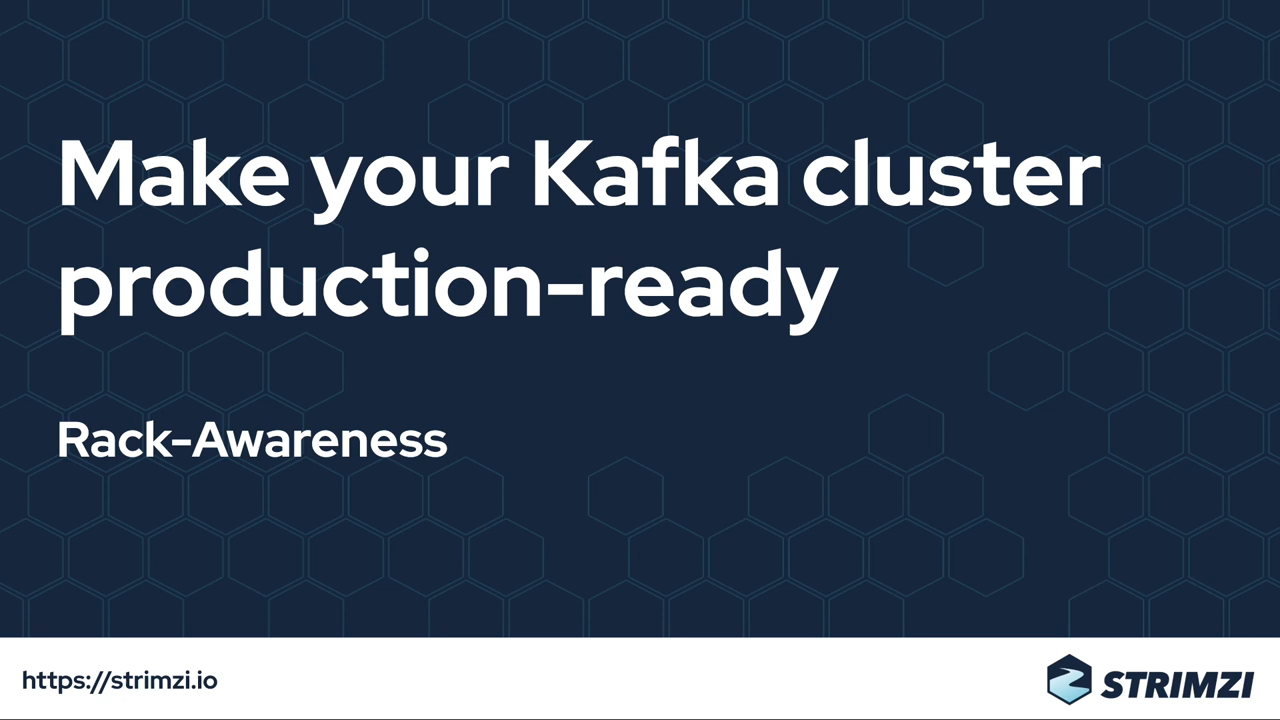 Make your Kafka cluster
production-ready
Rack-Awareness
https://strimzi.io
STRIMZI